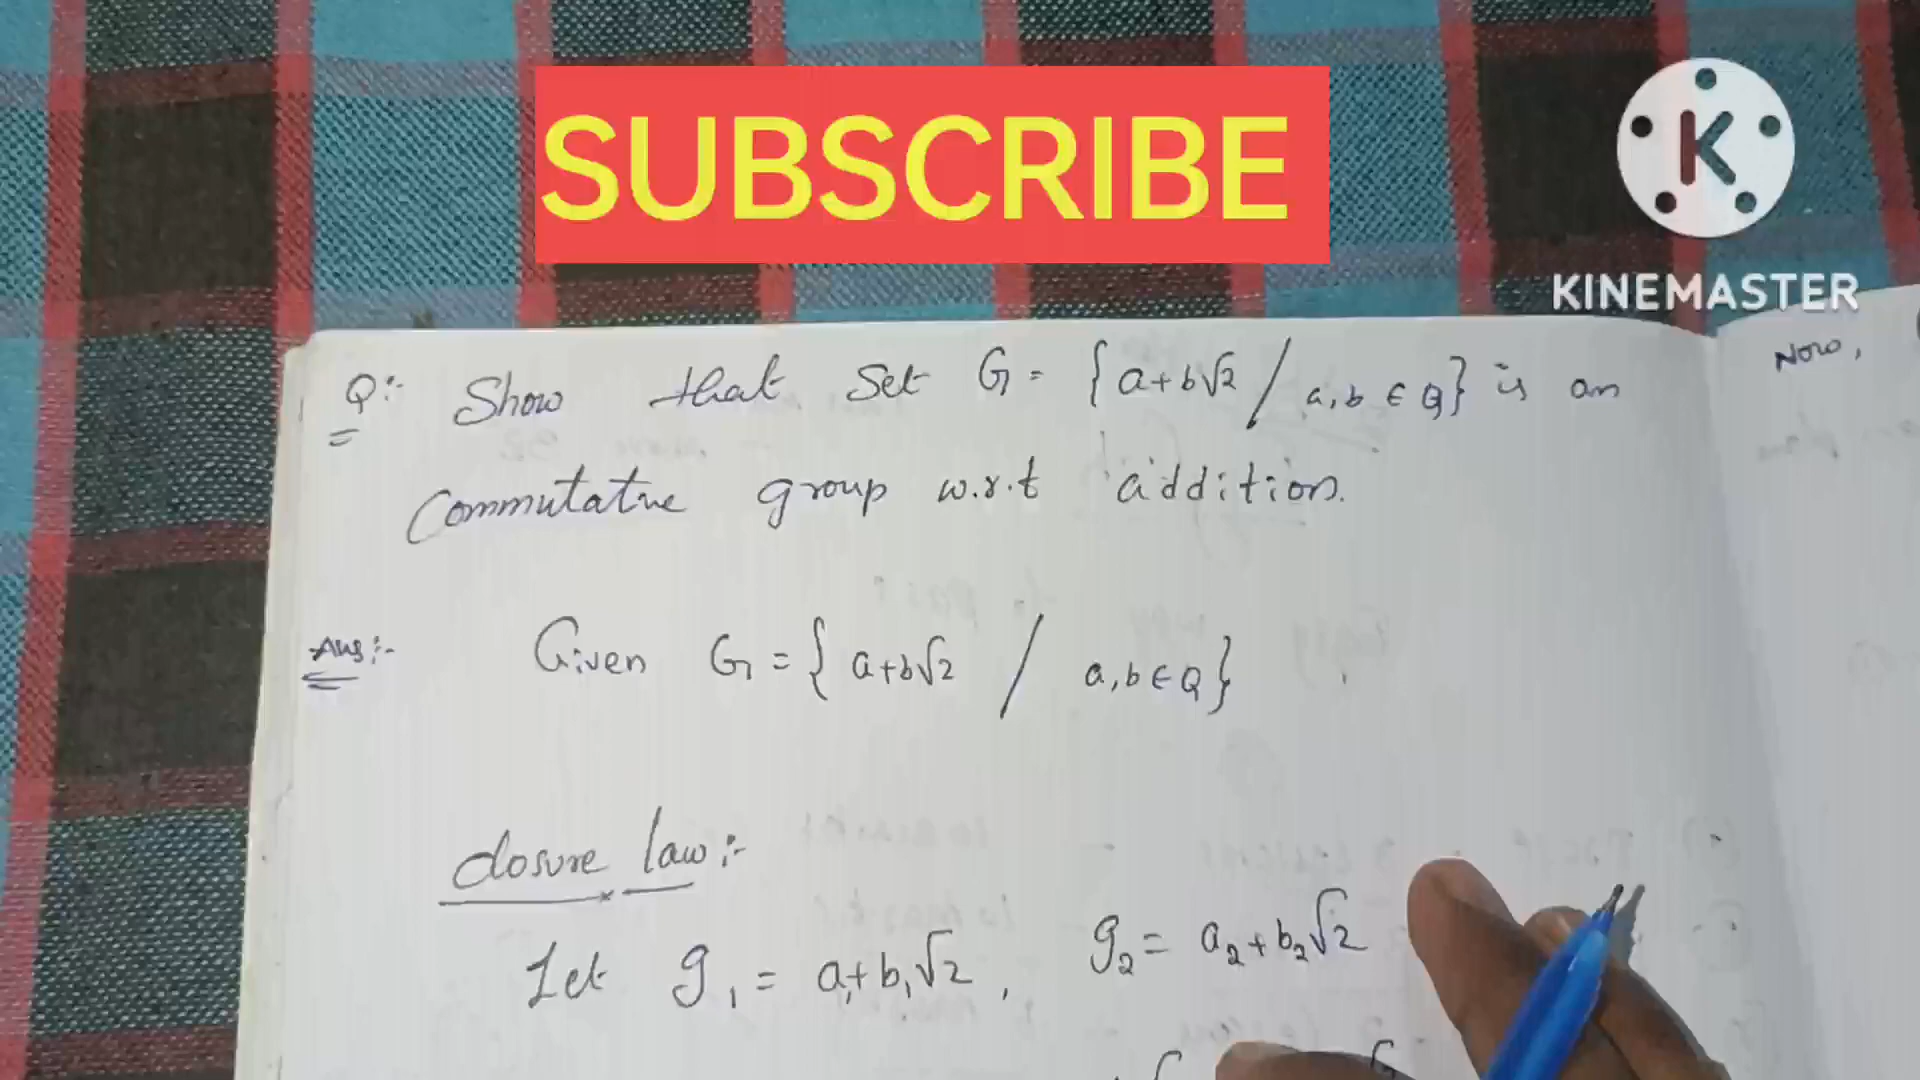 SUBSCRIBE
KINEMASTER
Q:- Show that Set G = {a+b√2 / a,b ∈ Q} is an
Commutative group w.r.t addition.
Now,
Ans:- Given G = { a+b√2 / a,b ∈ Q}
closure law:-
Let g₁ = a₁+b₁√2 , g₂ = a₂+b₂√2